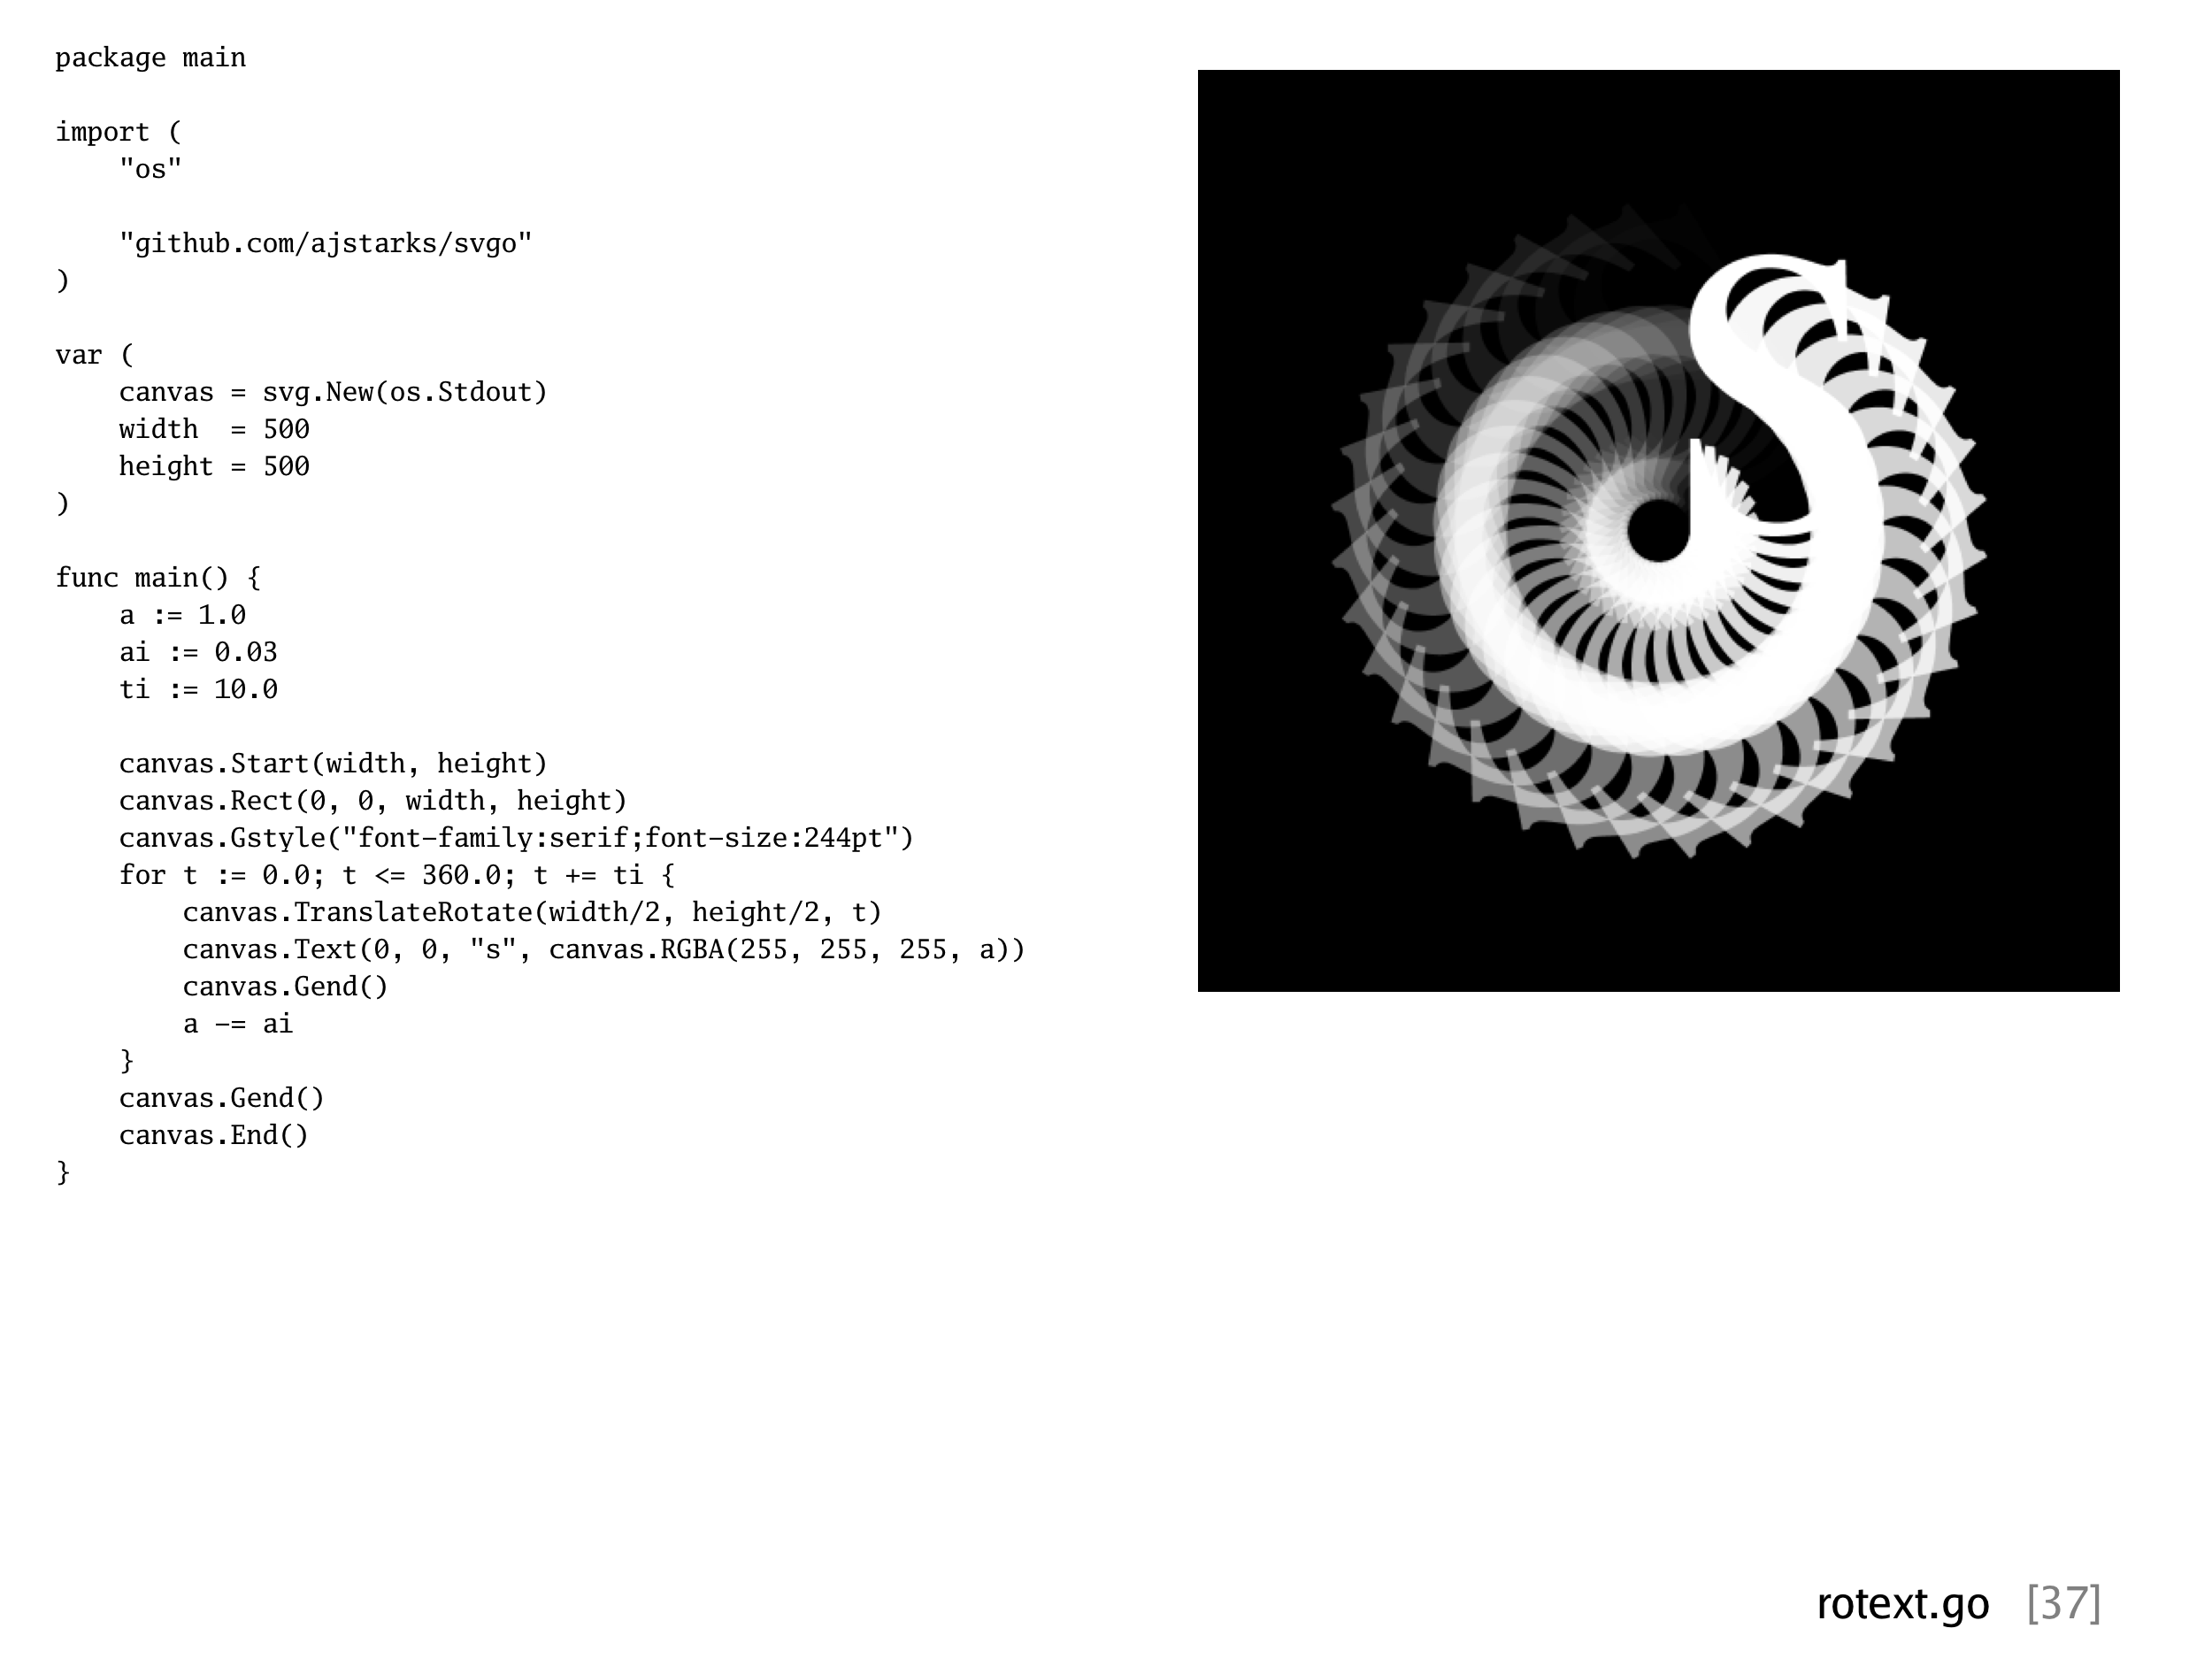 package main

import (
    "os"

    "github.com/ajstarks/svgo"
)

var (
    canvas = svg.New(os.Stdout)
    width  = 500
    height = 500
)

func main() {
    a := 1.0
    ai := 0.03
    ti := 10.0

    canvas.Start(width, height)
    canvas.Rect(0, 0, width, height)
    canvas.Gstyle("font-family:serif;font-size:244pt")
    for t := 0.0; t <= 360.0; t += ti {
        canvas.TranslateRotate(width/2, height/2, t)
        canvas.Text(0, 0, "s", canvas.RGBA(255, 255, 255, a))
        canvas.Gend()
        a -= ai
    }
    canvas.Gend()
    canvas.End()
}
s
rotext.go [37]